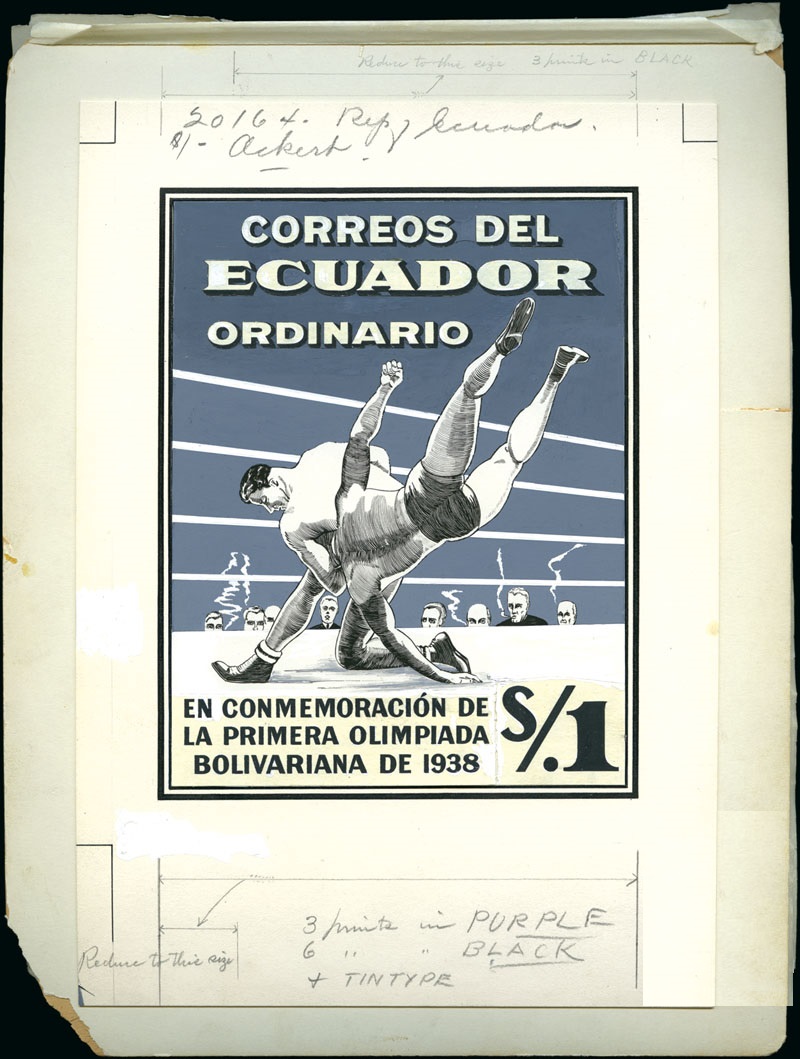 Reduce to this size 3 prints in BLACK
20164. Rep of Ecuador.
$1- Ackert.
CORREOS DEL
ECUADOR
ORDINARIO
EN CONMEMORACIÓN DE
LA PRIMERA OLIMPIADA
BOLIVARIANA DE 1938
S/.1
3 prints in PURPLE
6 " " BLACK
+ TINTYPE
Reduce to this size